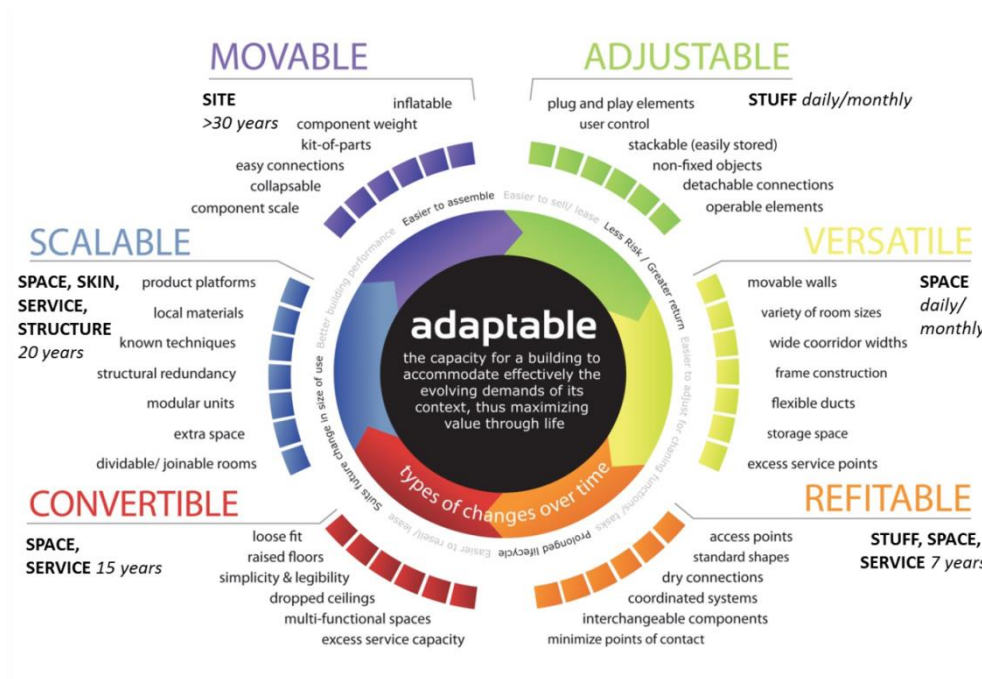 MOVABLE
SITE
>30 years
inflatable
component weight
kit-of-parts
easy connections
collapsable
component scale
ADJUSTABLE
STUFF daily/monthly
plug and play elements
user control
stackable (easily stored)
non-fixed objects
detachable connections
operable elements
SCALABLE
SPACE, SKIN,
SERVICE,
STRUCTURE
20 years
product platforms
local materials
known techniques
structural redundancy
modular units
extra space
dividable/ joinable rooms
VERSATILE
SPACE
daily/
monthly
movable walls
variety of room sizes
wide coorridor widths
frame construction
flexible ducts
storage space
excess service points
Easier to assemble
Easier to sell/ lease
Less Risk / Greater return
Easier to adjust for chaning functions/ tasks
Prolonged lifecycle
Easier to resell/ lease
Suits future change in size of use
Better building performance
adaptable
the capacity for a building to
accommodate effectively the
evolving demands of its
context, thus maximizing
value through life
types of changes over time
CONVERTIBLE
SPACE,
SERVICE 15 years
loose fit
raised floors
simplicity & legibility
dropped ceilings
multi-functional spaces
excess service capacity
REFITABLE
STUFF, SPACE,
SERVICE 7 years
access points
standard shapes
dry connections
coordinated systems
interchangeable components
minimize points of contact